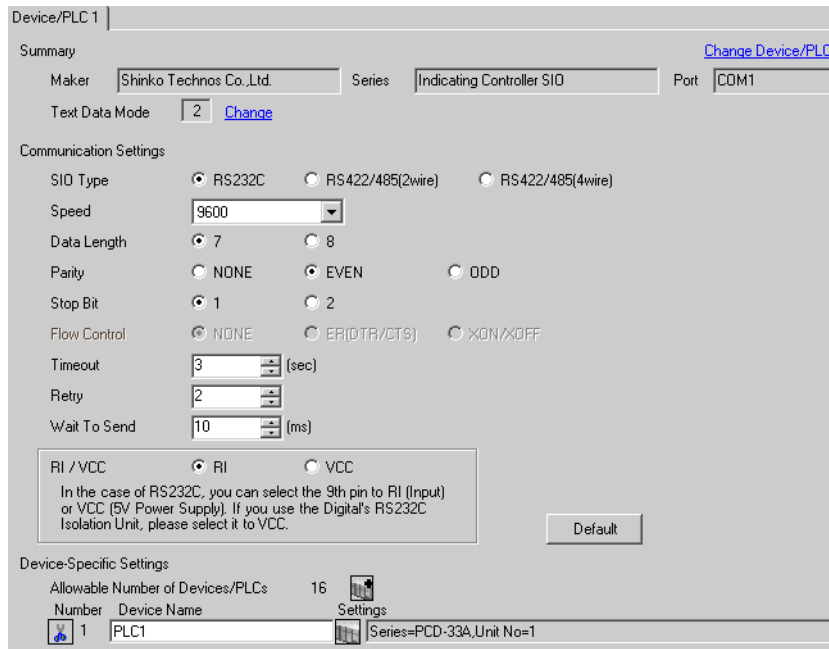 Device/PLC 1
Summary
Change Device/PLC
Maker Shinko Technos Co.,Ltd. Series Indicating Controller SIO Port COM1
Text Data Mode 2 Change
Communication Settings
SIO Type RS232C RS422/485(2wire) RS422/485(4wire)
Speed 9600
Data Length 7 8
Parity NONE EVEN ODD
Stop Bit 1 2
Flow Control NONE ER(DTR/CTS) XON/XOFF
Timeout 3 (sec)
Retry 2
Wait To Send 10 (ms)
RI / VCC RI VCC
In the case of RS232C, you can select the 9th pin to RI (Input)
or VCC (5V Power Supply). If you use the Digital's RS232C
Isolation Unit, please select it to VCC.
Default
Device-Specific Settings
Allowable Number of Devices/PLCs 16
Number Device Name Settings
1 PLC1 Series=PCD-33A,Unit No=1